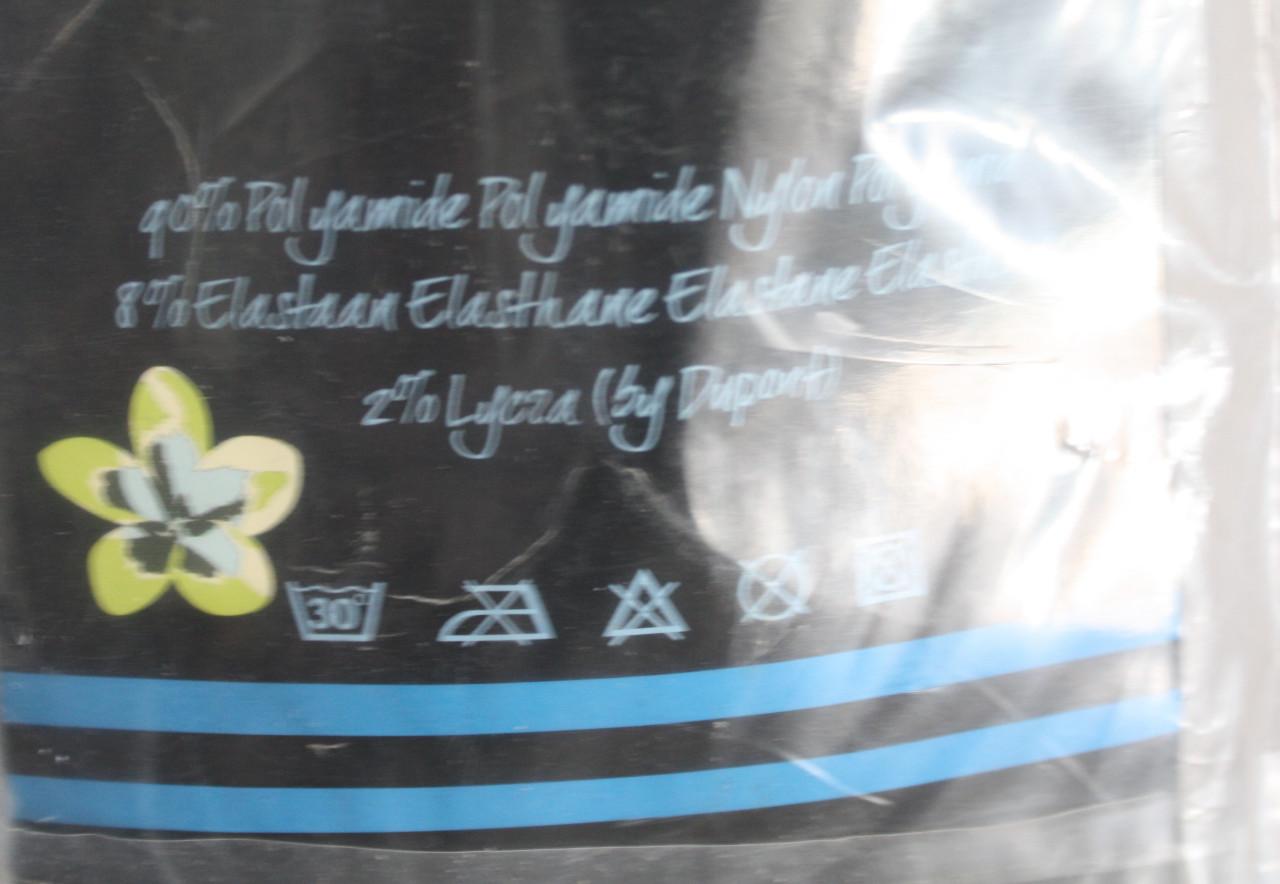 90% Polyamide Polyamide Nylon
8% Elastaan Elasthane Elastane
2% Lycra (by Dupont)
30°